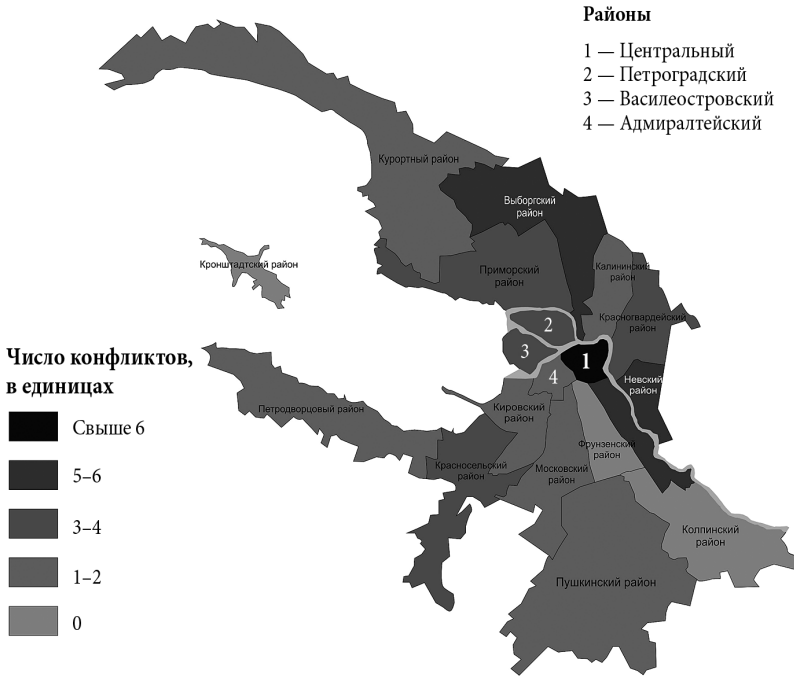 Районы
1 — Центральный
2 — Петроградский
3 — Василеостровский
4 — Адмиралтейский
Курортный район
Выборгский
район
Кронштадтский район
Приморский
район
Калининский
район
Красногвардейский
район
2
3
1
4
Невский
район
Число конфликтов,
в единицах
Свыше 6
5–6
3–4
1–2
0
Петродворцовый район
Кировский
район
Фрунзенский
район
Красносельский
район
Московский
район
Колпинский
район
Пушкинский район